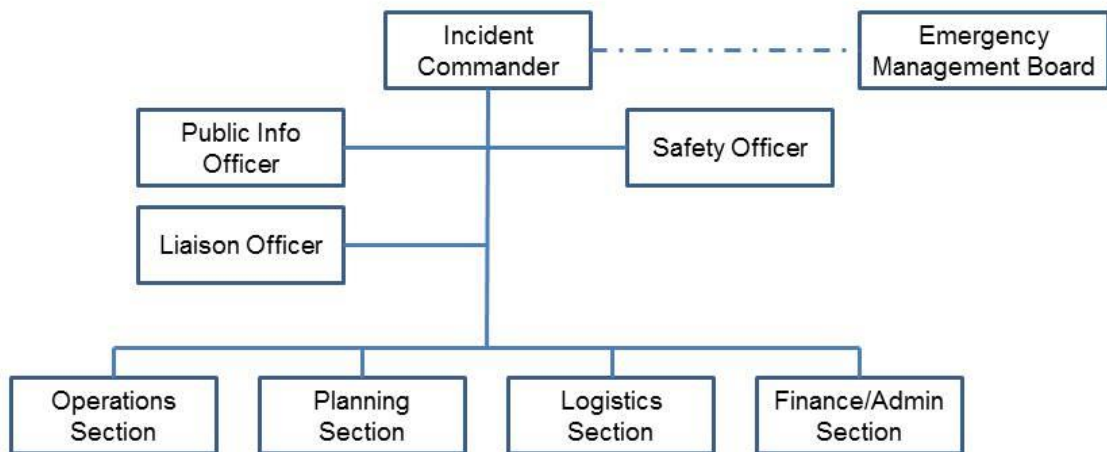 Incident
Commander
Emergency
Management Board
Public Info
Officer
Safety Officer
Liaison Officer
Operations
Section
Planning
Section
Logistics
Section
Finance/Admin
Section